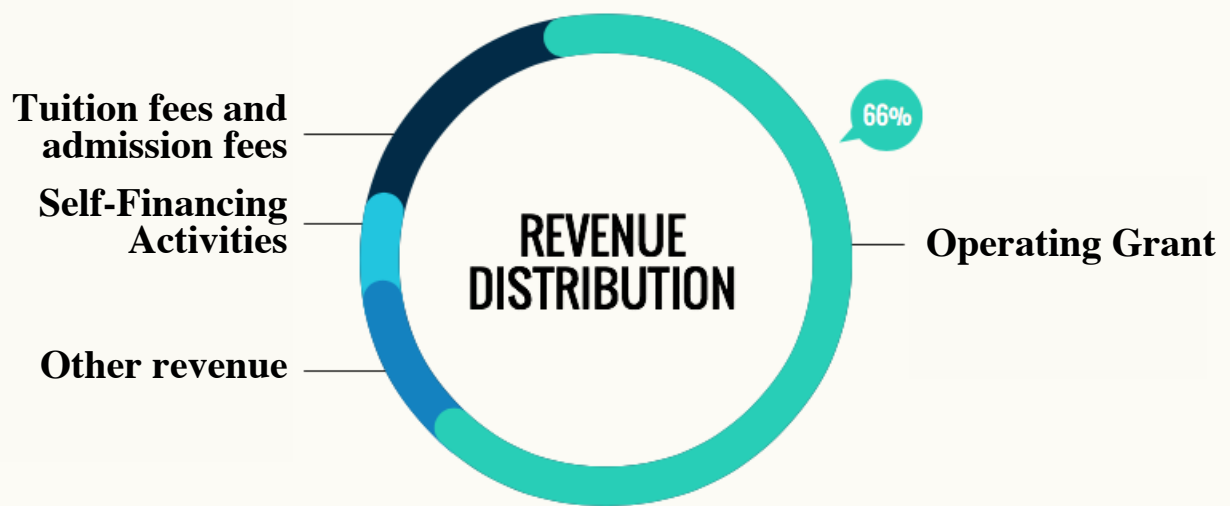 Tuition fees and
admission fees
Self-Financing
Activities
Other revenue
REVENUE
DISTRIBUTION
66%
Operating Grant